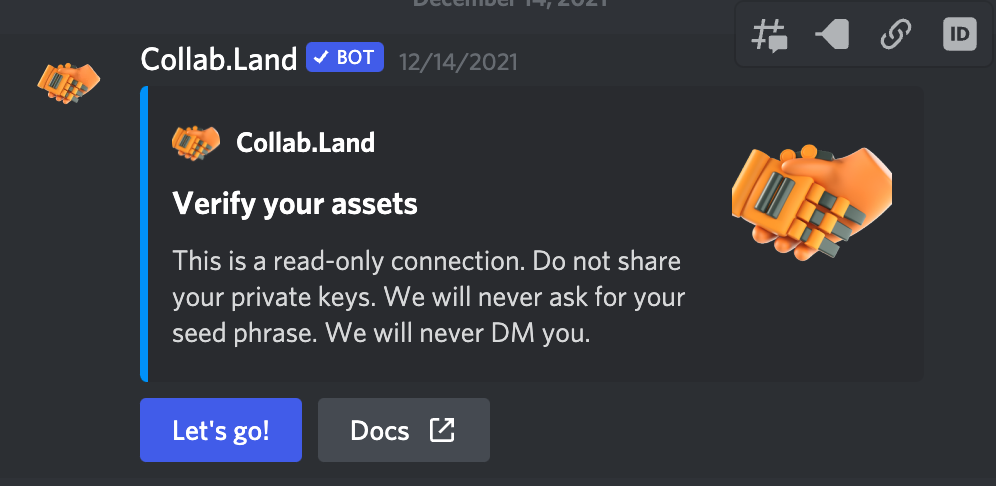 December 14, 2021
ID
Collab.Land BOT 12/14/2021
Collab.Land
Verify your assets
This is a read-only connection. Do not share
your private keys. We will never ask for your
seed phrase. We will never DM you.
Let's go! Docs